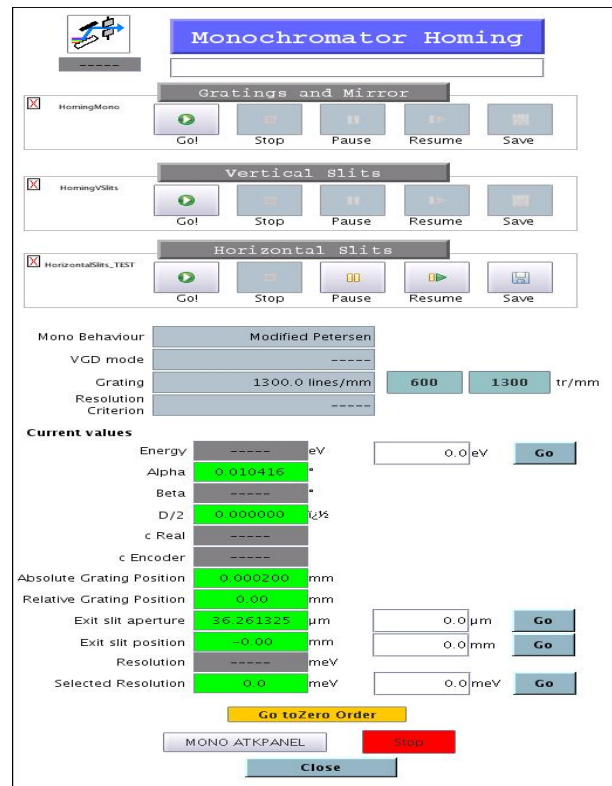 Monochromator Homing
-----
Gratings and Mirror
X HomingMono
Go! Stop Pause Resume Save
Vertical Slits
X HomingVSlits
Go! Stop Pause Resume Save
Horizontal Slits
X HorizontalSlits_TEST
Go! Stop Pause Resume Save
Mono Behaviour Modified Petersen
VGD mode -----
Grating 1300.0 lines/mm 600 1300 tr/mm
Resolution
Criterion -----
Current values
Energy ----- eV 0.0 eV Go
Alpha 0.010416 °
Beta ----- °
D/2 0.000000 ï¿½
c Real -----
c Encoder -----
Absolute Grating Position 0.000200 mm
Relative Grating Position 0.00 mm
Exit slit aperture 36.261325 µm 0.0 µm Go
Exit slit position -0.00 mm 0.0 mm Go
Resolution ----- meV
Selected Resolution 0.0 meV 0.0 meV Go
Go toZero Order
MONO ATKPANEL Stop
Close